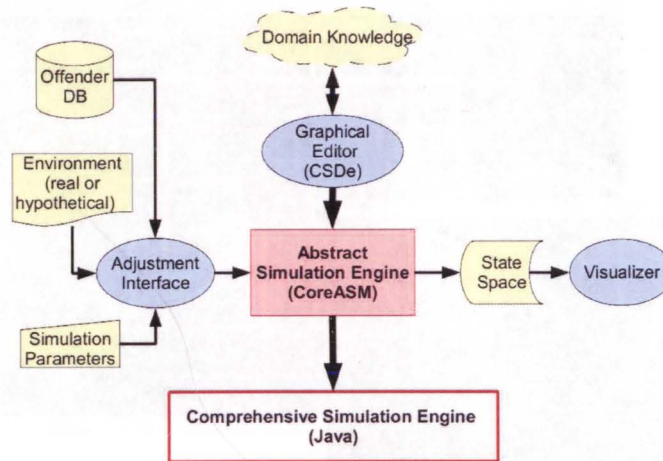 Domain Knowledge
Offender
DB
Graphical
Editor
(CSDe)
Environment
(real or
hypothetical)
Adjustment
Interface
Abstract
Simulation Engine
(CoreASM)
State
Space
Visualizer
Simulation
Parameters
Comprehensive Simulation Engine
(Java)